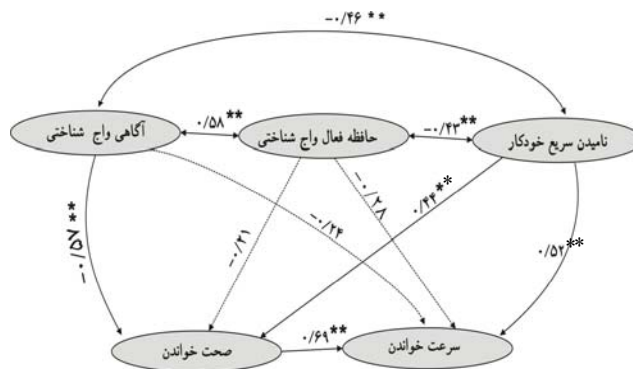 -۰/۴۶ **
آگاهی واج شناختی
۰/۵۸ **
حافظه فعال واج شناختی
-۰/۴۳ **
نامیدن سریع خودکار
-۰/۵۷ **
-۰/۲۱
-۰/۲۴
-۰/۲۸
۰/۴۴ **
۰/۵۲ **
صحت خواندن
۰/۶۹ **
سرعت خواندن